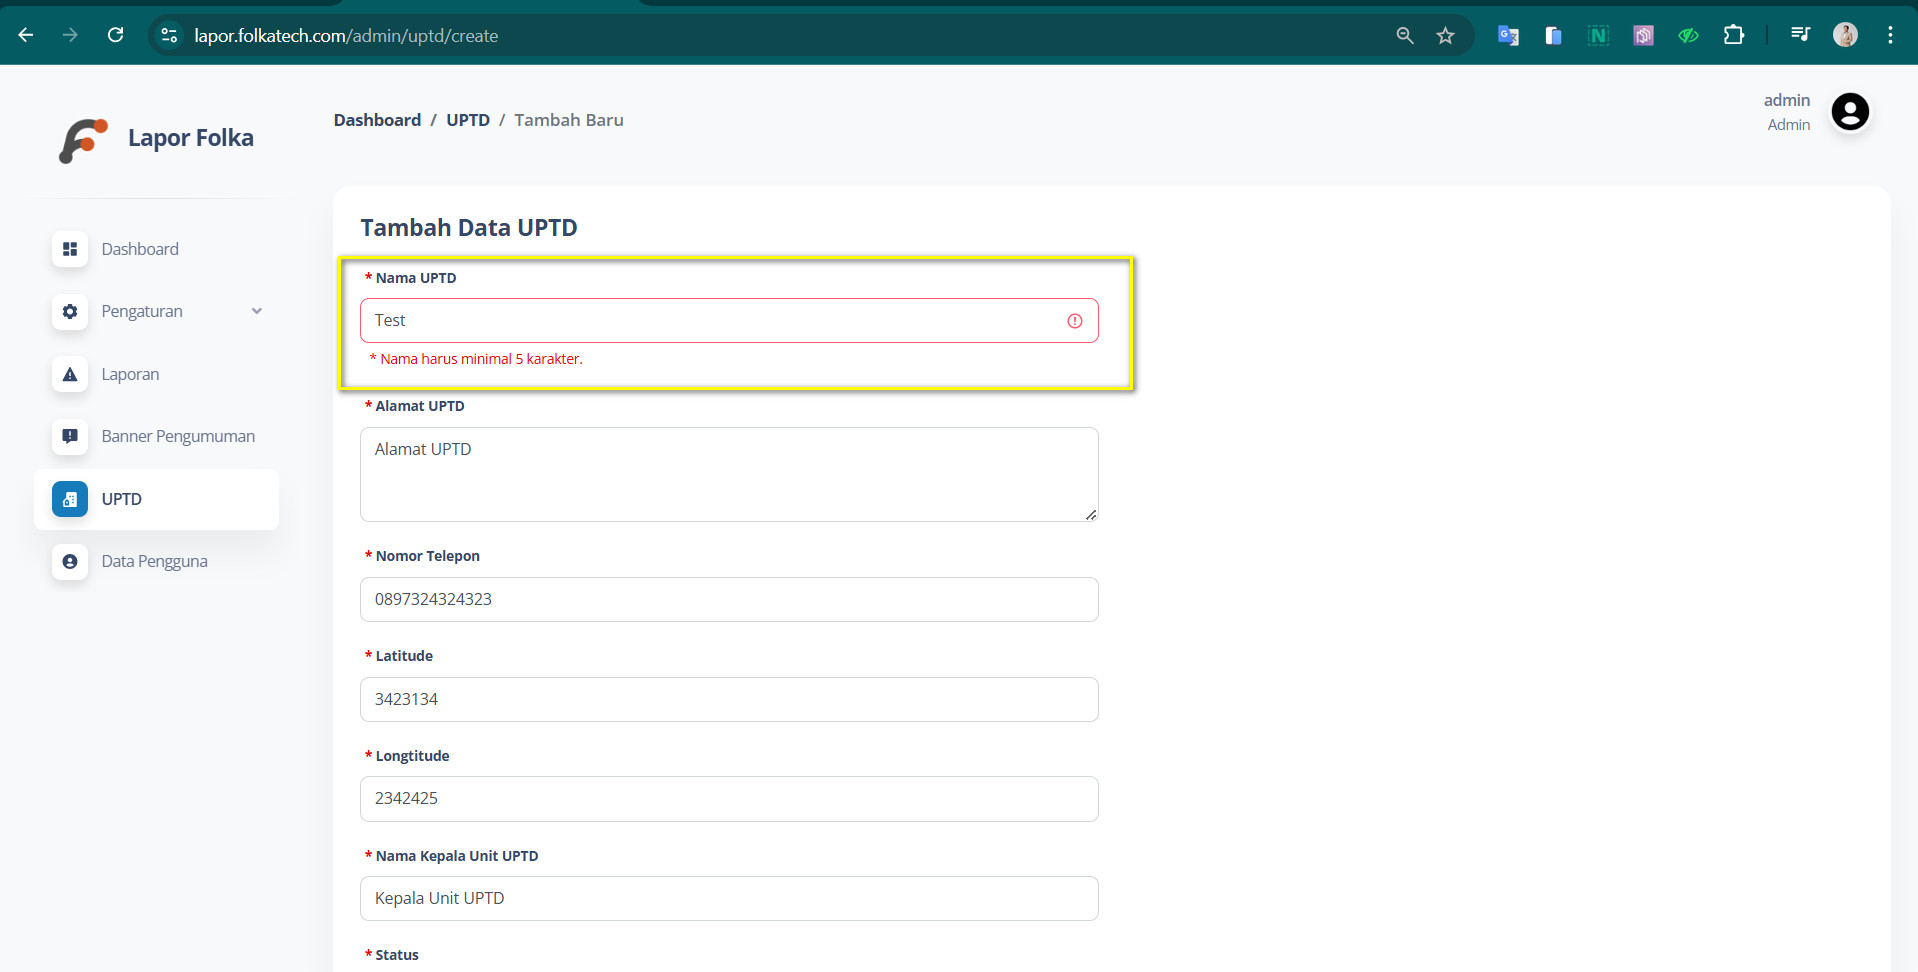 lapor.folkatech.com/admin/uptd/create
Lapor Folka
Dashboard / UPTD / Tambah Baru
admin
Admin
Dashboard
Pengaturan
Laporan
Banner Pengumuman
UPTD
Data Pengguna
Tambah Data UPTD
* Nama UPTD
Test
* Nama harus minimal 5 karakter.
* Alamat UPTD
Alamat UPTD
* Nomor Telepon
0897324324323
* Latitude
3423134
* Longtitude
2342425
* Nama Kepala Unit UPTD
Kepala Unit UPTD
* Status